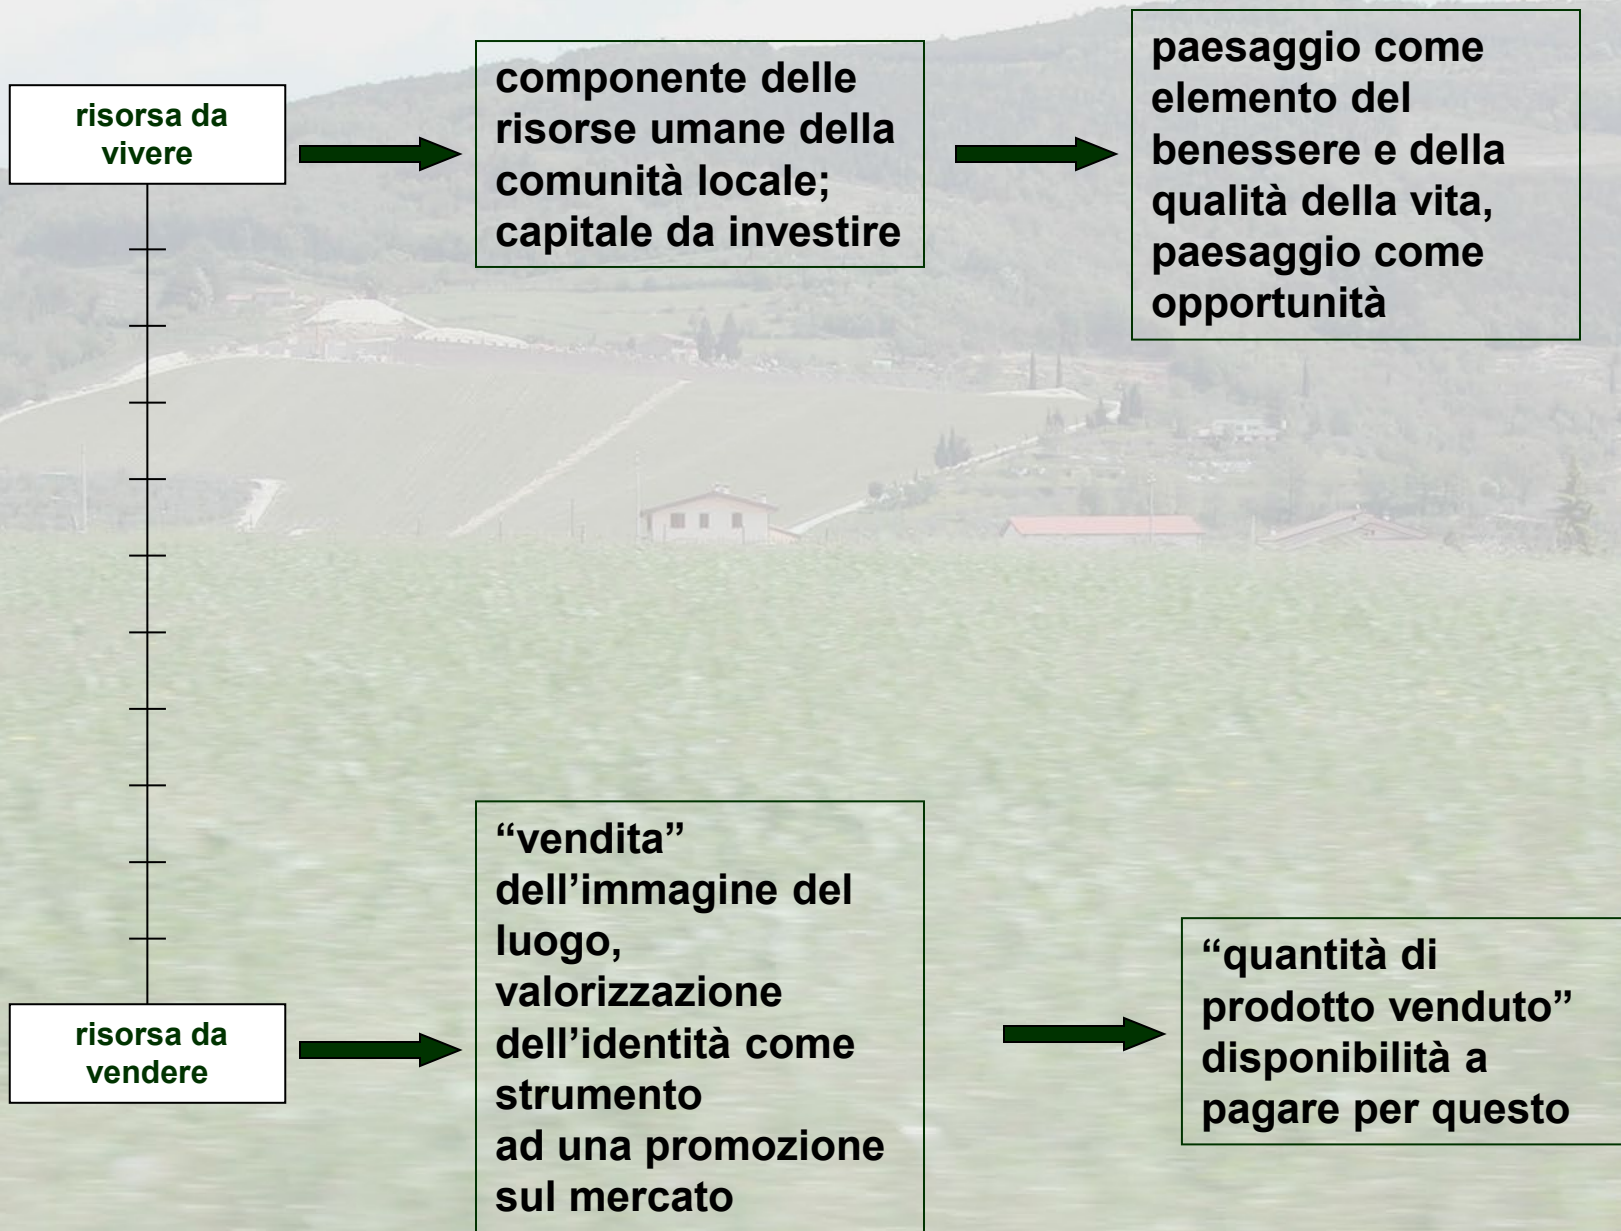 risorsa da
vivere
componente delle
risorse umane della
comunità locale;
capitale da investire
paesaggio come
elemento del
benessere e della
qualità della vita,
paesaggio come
opportunità
risorsa da
vendere
“vendita”
dell’immagine del
luogo,
valorizzazione
dell’identità come
strumento
ad una promozione
sul mercato
“quantità di
prodotto venduto”
disponibilità a
pagare per questo